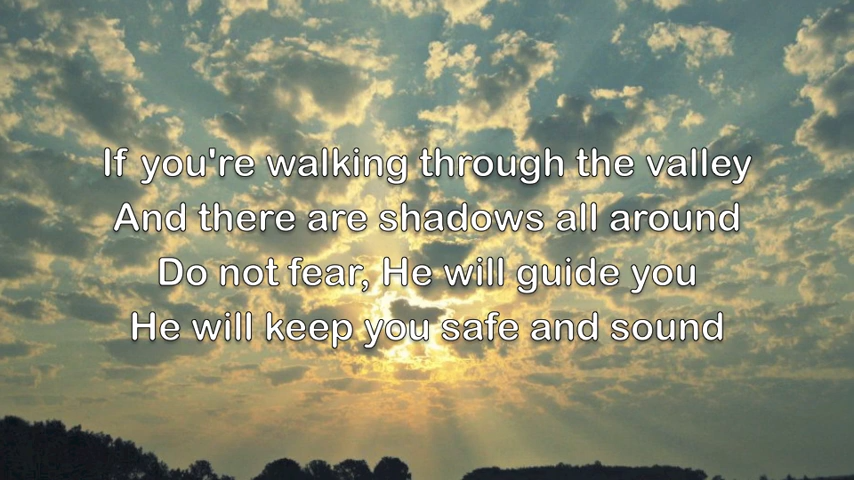 If you're walking through the valley
And there are shadows all around
Do not fear, He will guide you
He will keep you safe and sound